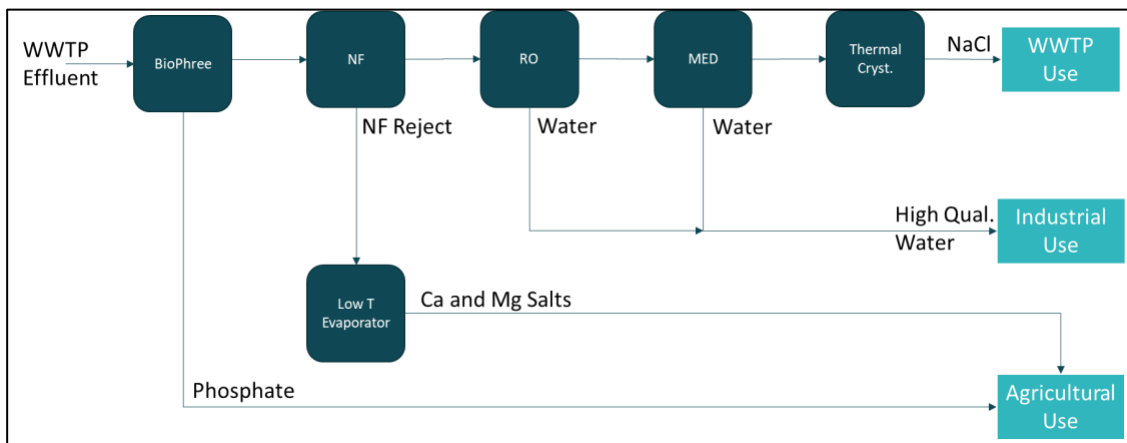 WWTP
Effluent
BioPhree
NF
RO
MED
Thermal
Cryst.
NaCl
WWTP
Use
NF Reject
Water
Water
High Qual.
Water
Industrial
Use
Low T
Evaporator
Ca and Mg Salts
Phosphate
Agricultural
Use